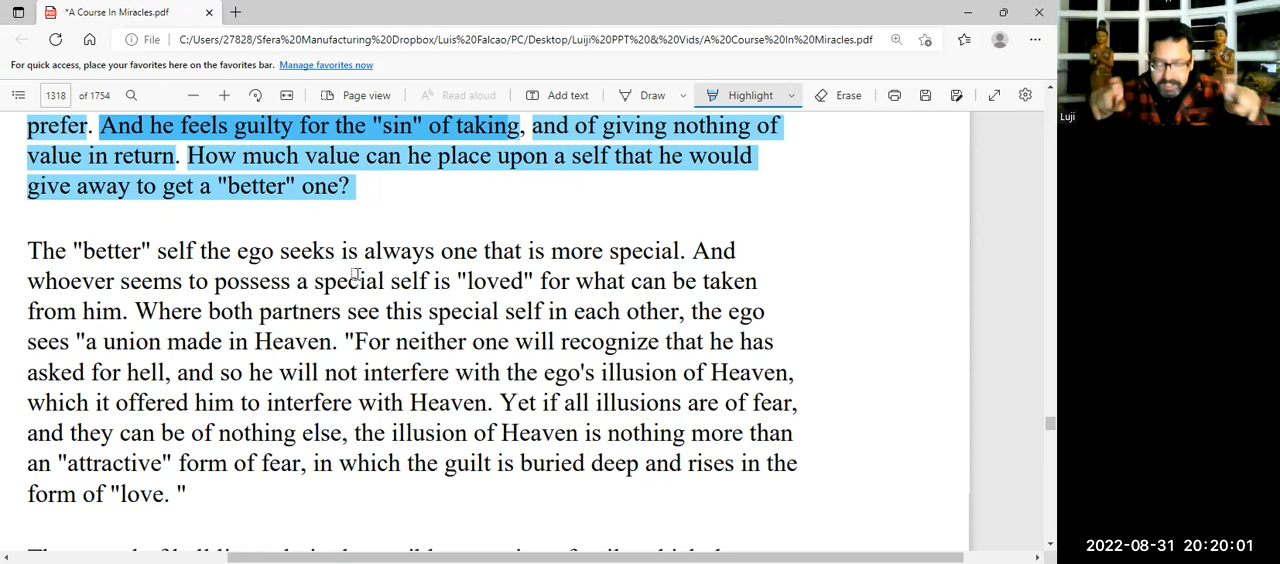 *A Course In Miracles.pdf
File C:/Users/27828/Sfera%20Manufacturing%20Dropbox/Luis%20Falcao/PC/Desktop/Luiji%20PPT%20&%20Vids/A%20Course%20In%20Miracles.pdf
For quick access, place your favorites here on the favorites bar. Manage favorites now
1318 of 1754 Page view Read aloud Add text Draw Highlight Erase
prefer. And he feels guilty for the "sin" of taking, and of giving nothing of
value in return. How much value can he place upon a self that he would
give away to get a "better" one?
The "better" self the ego seeks is always one that is more special. And
whoever seems to possess a special self is "loved" for what can be taken
from him. Where both partners see this special self in each other, the ego
sees "a union made in Heaven. "For neither one will recognize that he has
asked for hell, and so he will not interfere with the ego's illusion of Heaven,
which it offered him to interfere with Heaven. Yet if all illusions are of fear,
and they can be of nothing else, the illusion of Heaven is nothing more than
an "attractive" form of fear, in which the guilt is buried deep and rises in the
form of "love. "
Luji
2022-08-31 20:20:01